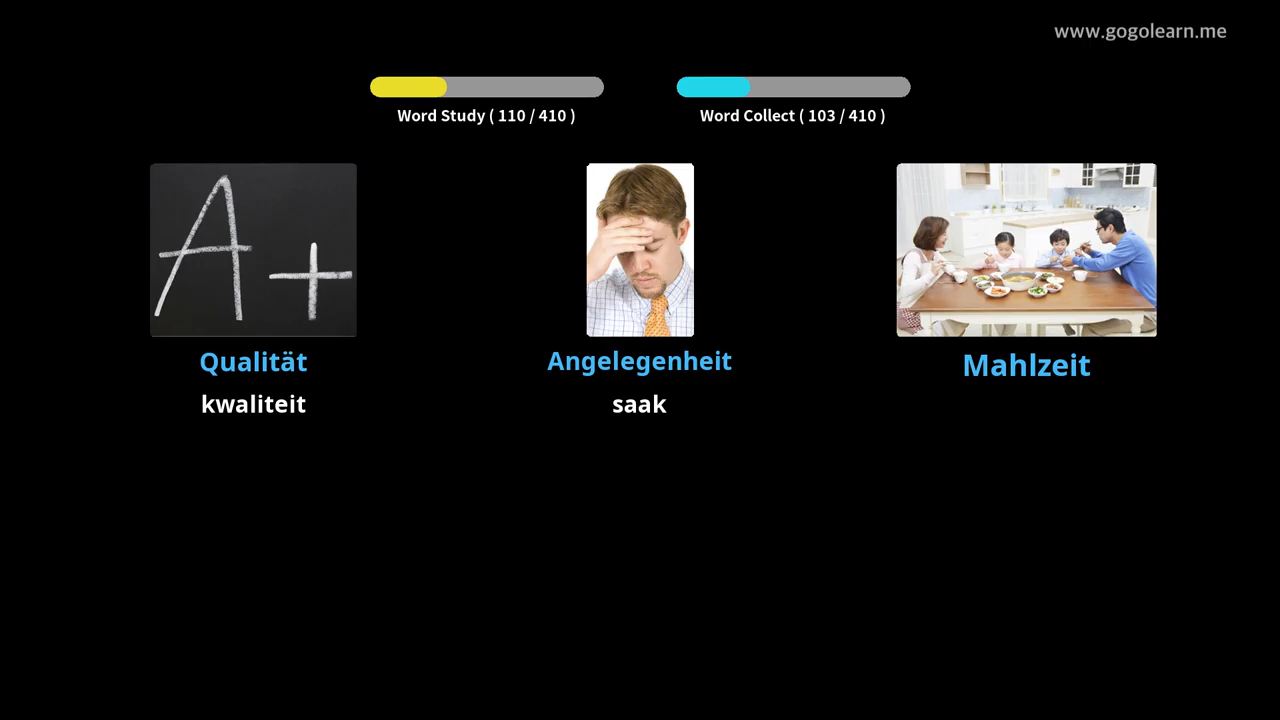 www.gogolearn.me
Word Study ( 110 / 410 )
Word Collect ( 103 / 410 )
A+
Qualität
Angelegenheit
Mahlzeit
kwaliteit
saak